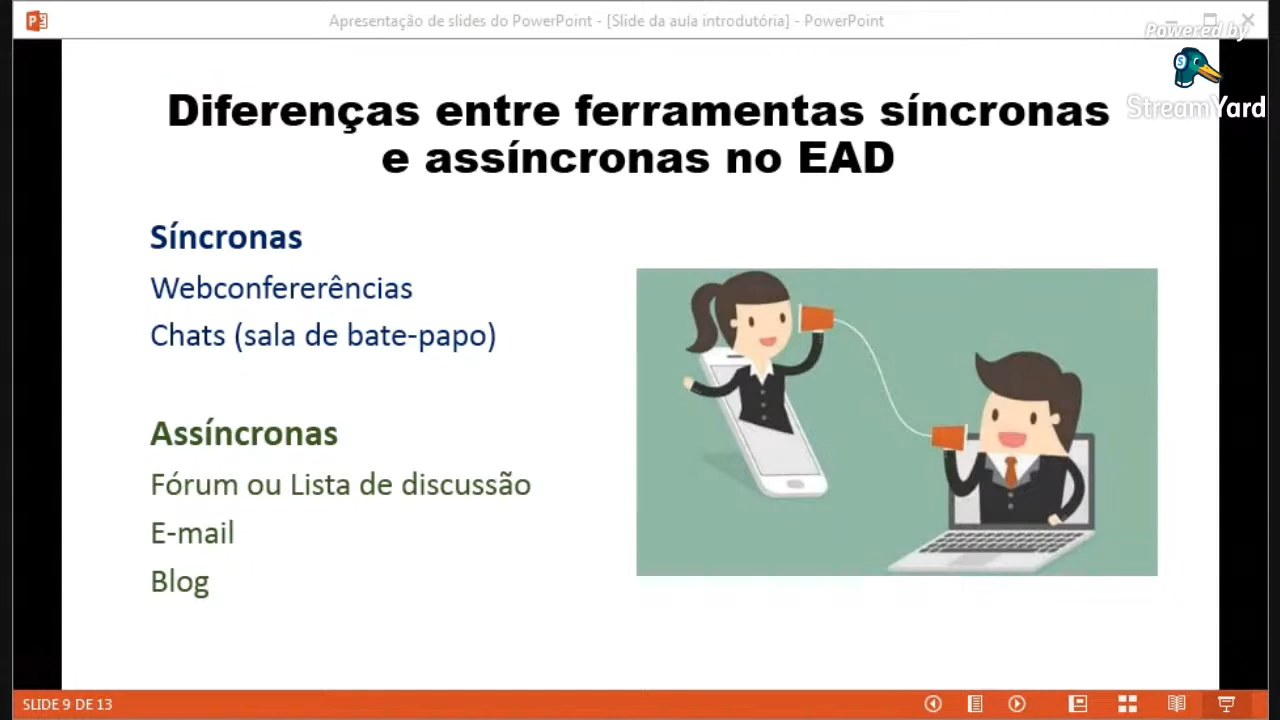 Apresentação de slides do PowerPoint - [Slide da aula introdutória] - PowerPoint
Powered by
StreamYard
Diferenças entre ferramentas síncronas
e assíncronas no EAD
Síncronas
Webconfererências
Chats (sala de bate-papo)
Assíncronas
Fórum ou Lista de discussão
E-mail
Blog
SLIDE 9 DE 13